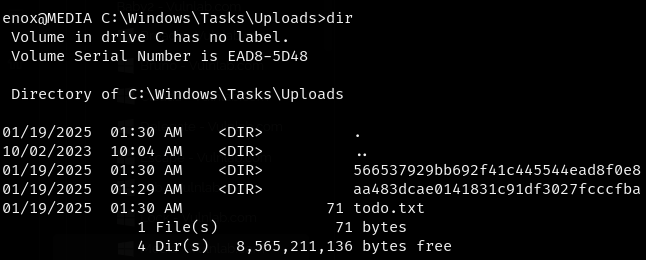 enox@MEDIA C:\Windows\Tasks\Uploads>dir
 Volume in drive C has no label.
 Volume Serial Number is EAD8-5D48

 Directory of C:\Windows\Tasks\Uploads

01/19/2025  01:30 AM    <DIR>          .
10/02/2023  10:04 AM    <DIR>          ..
01/19/2025  01:30 AM    <DIR>          566537929bb692f41c445544ead8f0e8
01/19/2025  01:29 AM    <DIR>          aa483dcae0141831c91df3027fcccfba
01/19/2025  01:30 AM                71 todo.txt
               1 File(s)             71 bytes
               4 Dir(s)   8,565,211,136 bytes free